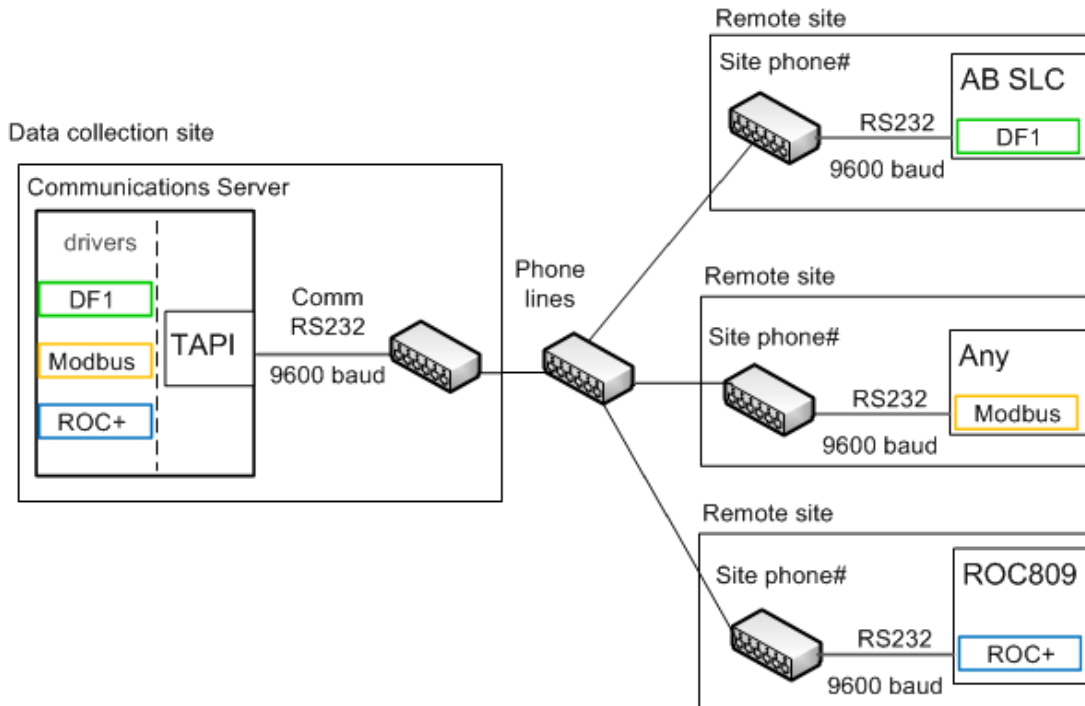 Data collection site
Communications Server
drivers
DF1
Modbus
ROC+
TAPI
Comm
RS232
9600 baud
Phone
lines
Remote site
Site phone#
RS232
9600 baud
AB SLC
DF1
Remote site
Site phone#
RS232
9600 baud
Any
Modbus
Remote site
Site phone#
RS232
9600 baud
ROC809
ROC+